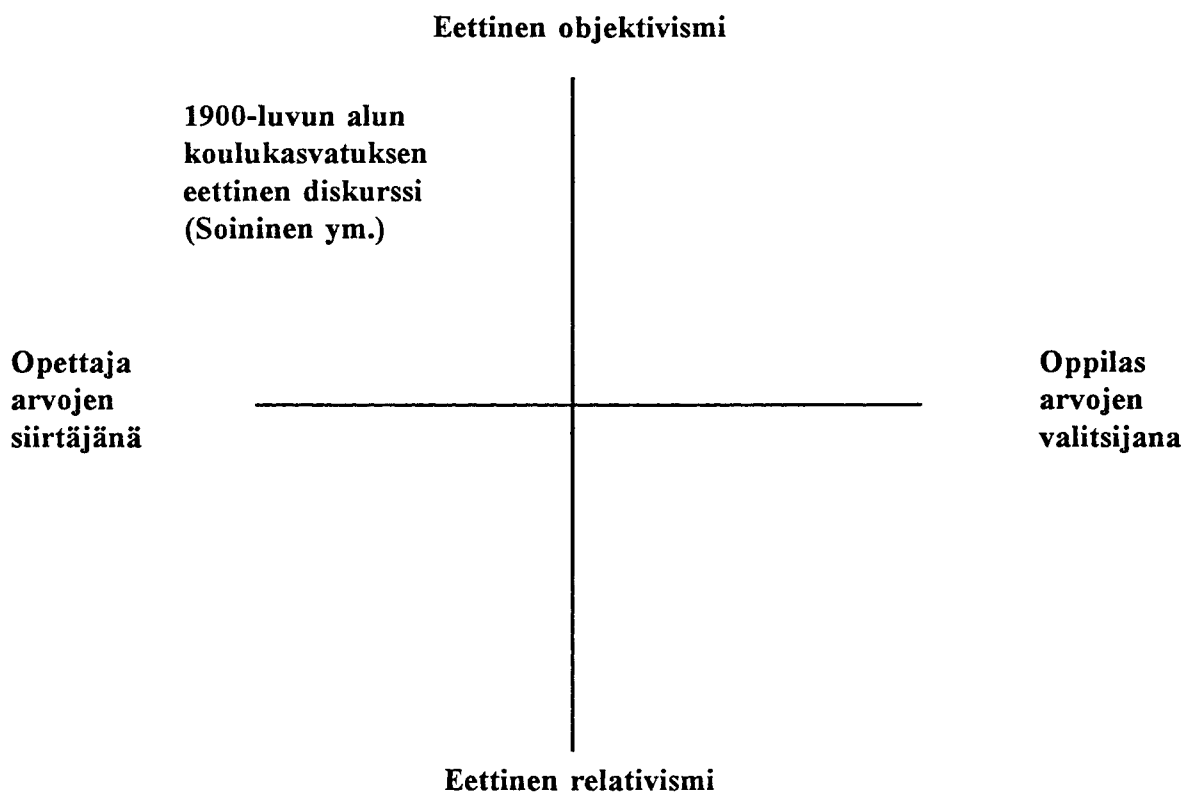 Eettinen objektivismi
1900-luvun alun
koulukasvatuksen
eettinen diskurssi
(Soininen ym.)
Opettaja
arvojen
siirtäjänä
Oppilas
arvojen
valitsijana
Eettinen relativismi